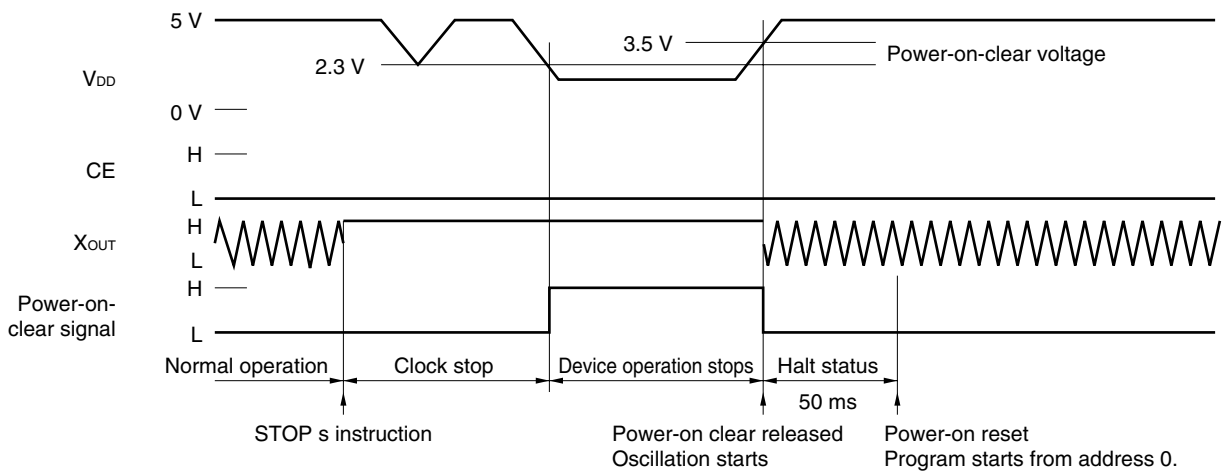 5 V
3.5 V
Power-on-clear voltage
2.3 V
VDD
0 V
H
CE
L
H
XOUT
L
H
Power-on-
clear signal
L
Normal operation
Clock stop
Device operation stops
Halt status
50 ms
STOP s instruction
Power-on clear released
Oscillation starts
Power-on reset
Program starts from address 0.